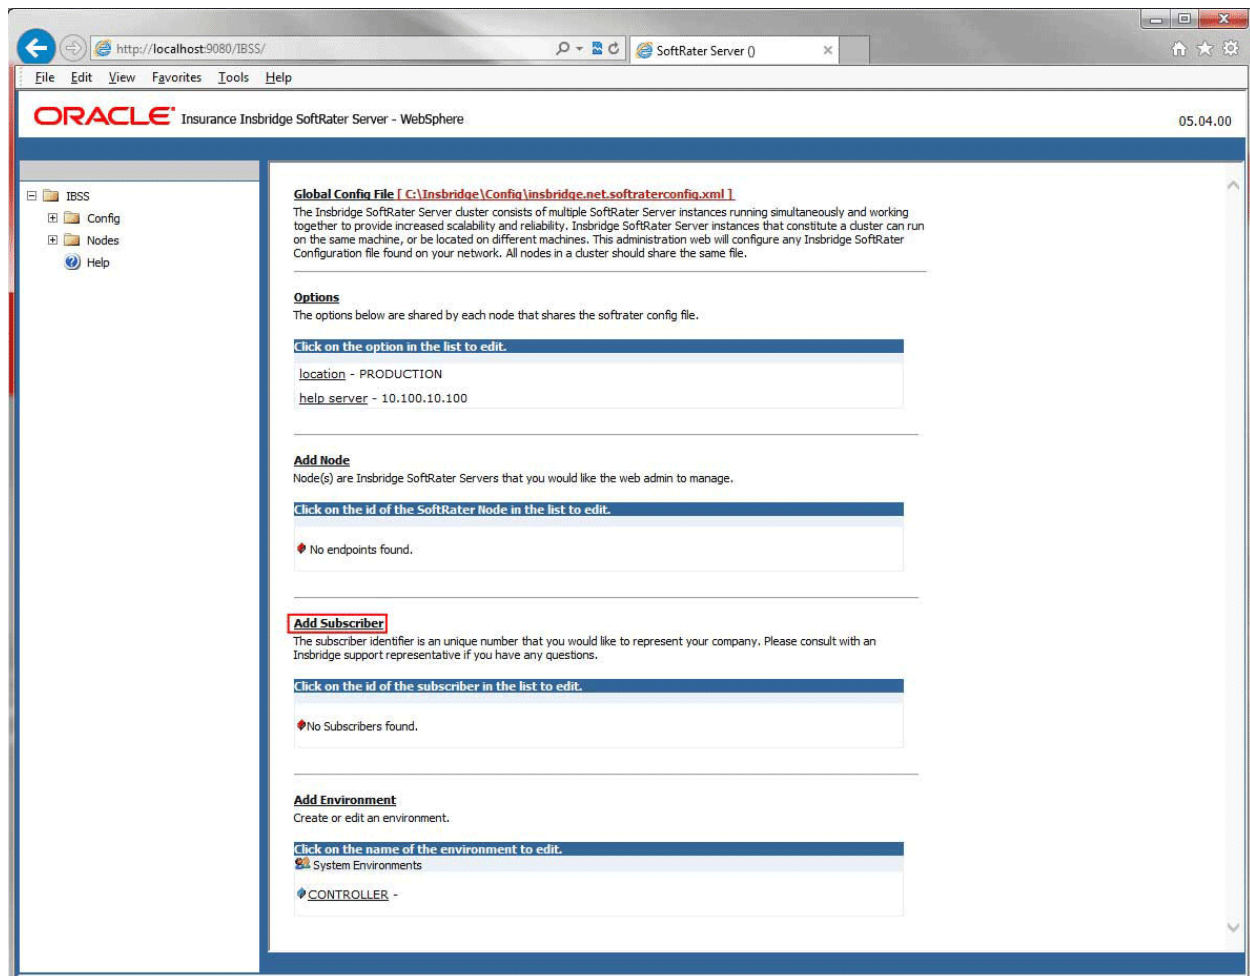 http://localhost:9080/IBSS/
SoftRater Server ()
File Edit View Favorites Tools Help
ORACLE Insurance Insbridge SoftRater Server - WebSphere
05.04.00
IBSS
Config
Nodes
Help
Global Config File [ C:\Insbridge\Config\insbridge.net.softraterconfig.xml ]
The Insbridge SoftRater Server cluster consists of multiple SoftRater Server instances running simultaneously and working
together to provide increased scalability and reliability. Insbridge SoftRater Server instances that constitute a cluster can run
on the same machine, or be located on different machines. This administration web will configure any Insbridge SoftRater
Configuration file found on your network. All nodes in a cluster should share the same file.
Options
The options below are shared by each node that shares the softrater config file.
Click on the option in the list to edit.
location - PRODUCTION
help server - 10.100.10.100
Add Node
Node(s) are Insbridge SoftRater Servers that you would like the web admin to manage.
Click on the id of the SoftRater Node in the list to edit.
No endpoints found.
Add Subscriber
The subscriber identifier is an unique number that you would like to represent your company. Please consult with an
Insbridge support representative if you have any questions.
Click on the id of the subscriber in the list to edit.
No Subscribers found.
Add Environment
Create or edit an environment.
Click on the name of the environment to edit.
System Environments
CONTROLLER -